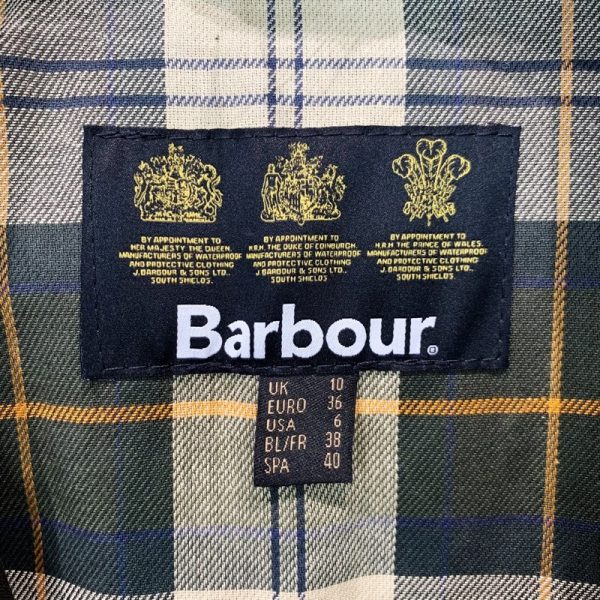 BY APPOINTMENT TO
HER MAJESTY THE QUEEN.
MANUFACTURERS OF WATERPROOF
AND PROTECTIVE CLOTHING
J. BARBOUR & SONS LTD.,
SOUTH SHIELDS.
BY APPOINTMENT TO
H.R.H. THE DUKE OF EDINBURGH.
MANUFACTURERS OF WATERPROOF
AND PROTECTIVE CLOTHING
J. BARBOUR & SONS LTD.,
SOUTH SHIELDS
BY APPOINTMENT TO
H.R.H. THE PRINCE OF WALES.
MANUFACTURERS OF WATERPROOF
AND PROTECTIVE CLOTHING
J. BARBOUR & SONS LTD.,
SOUTH SHIELDS.
Barbour®
UK 10
EURO 36
USA 6
BL/FR 38
SPA 40